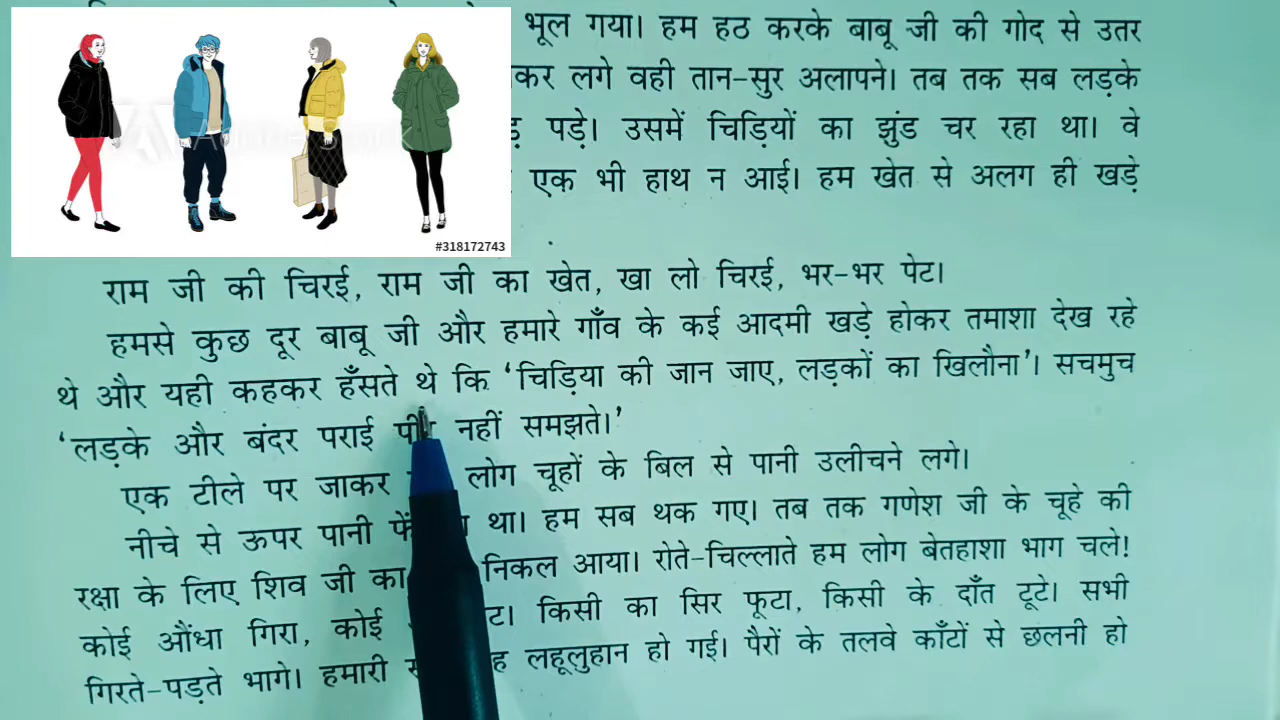 भूल गया। हम हठ करके बाबू जी की गोद से उतर
कर लगे वही तान-सुर अलापने। तब तक सब लड़के
पड़े। उसमें चिड़ियों का झुंड चर रहा था। वे
एक भी हाथ न आई। हम खेत से अलग ही खड़े
#318172743
राम जी की चिरई, राम जी का खेत, खा लो चिरई, भर-भर पेट।
हमसे कुछ दूर बाबू जी और हमारे गाँव के कई आदमी खड़े होकर तमाशा देख रहे
थे और यही कहकर हँसते थे कि ‘चिड़िया की जान जाए, लड़कों का खिलौना’। सचमुच
‘लड़के और बंदर पराई नहीं समझते।’
एक टीले पर जाकर लोग चूहों के बिल से पानी उलीचने लगे।
नीचे से ऊपर पानी था। हम सब थक गए। तब तक गणेश जी के चूहे की
रक्षा के लिए शिव जी का निकल आया। रोते-चिल्लाते हम लोग बेतहाशा भाग चले!
कोई औंधा गिरा, कोई किसी का सिर फूटा, किसी के दाँत टूटे। सभी
गिरते-पड़ते भागे। हमारी लहूलुहान हो गई। पैरों के तलवे काँटों से छलनी हो